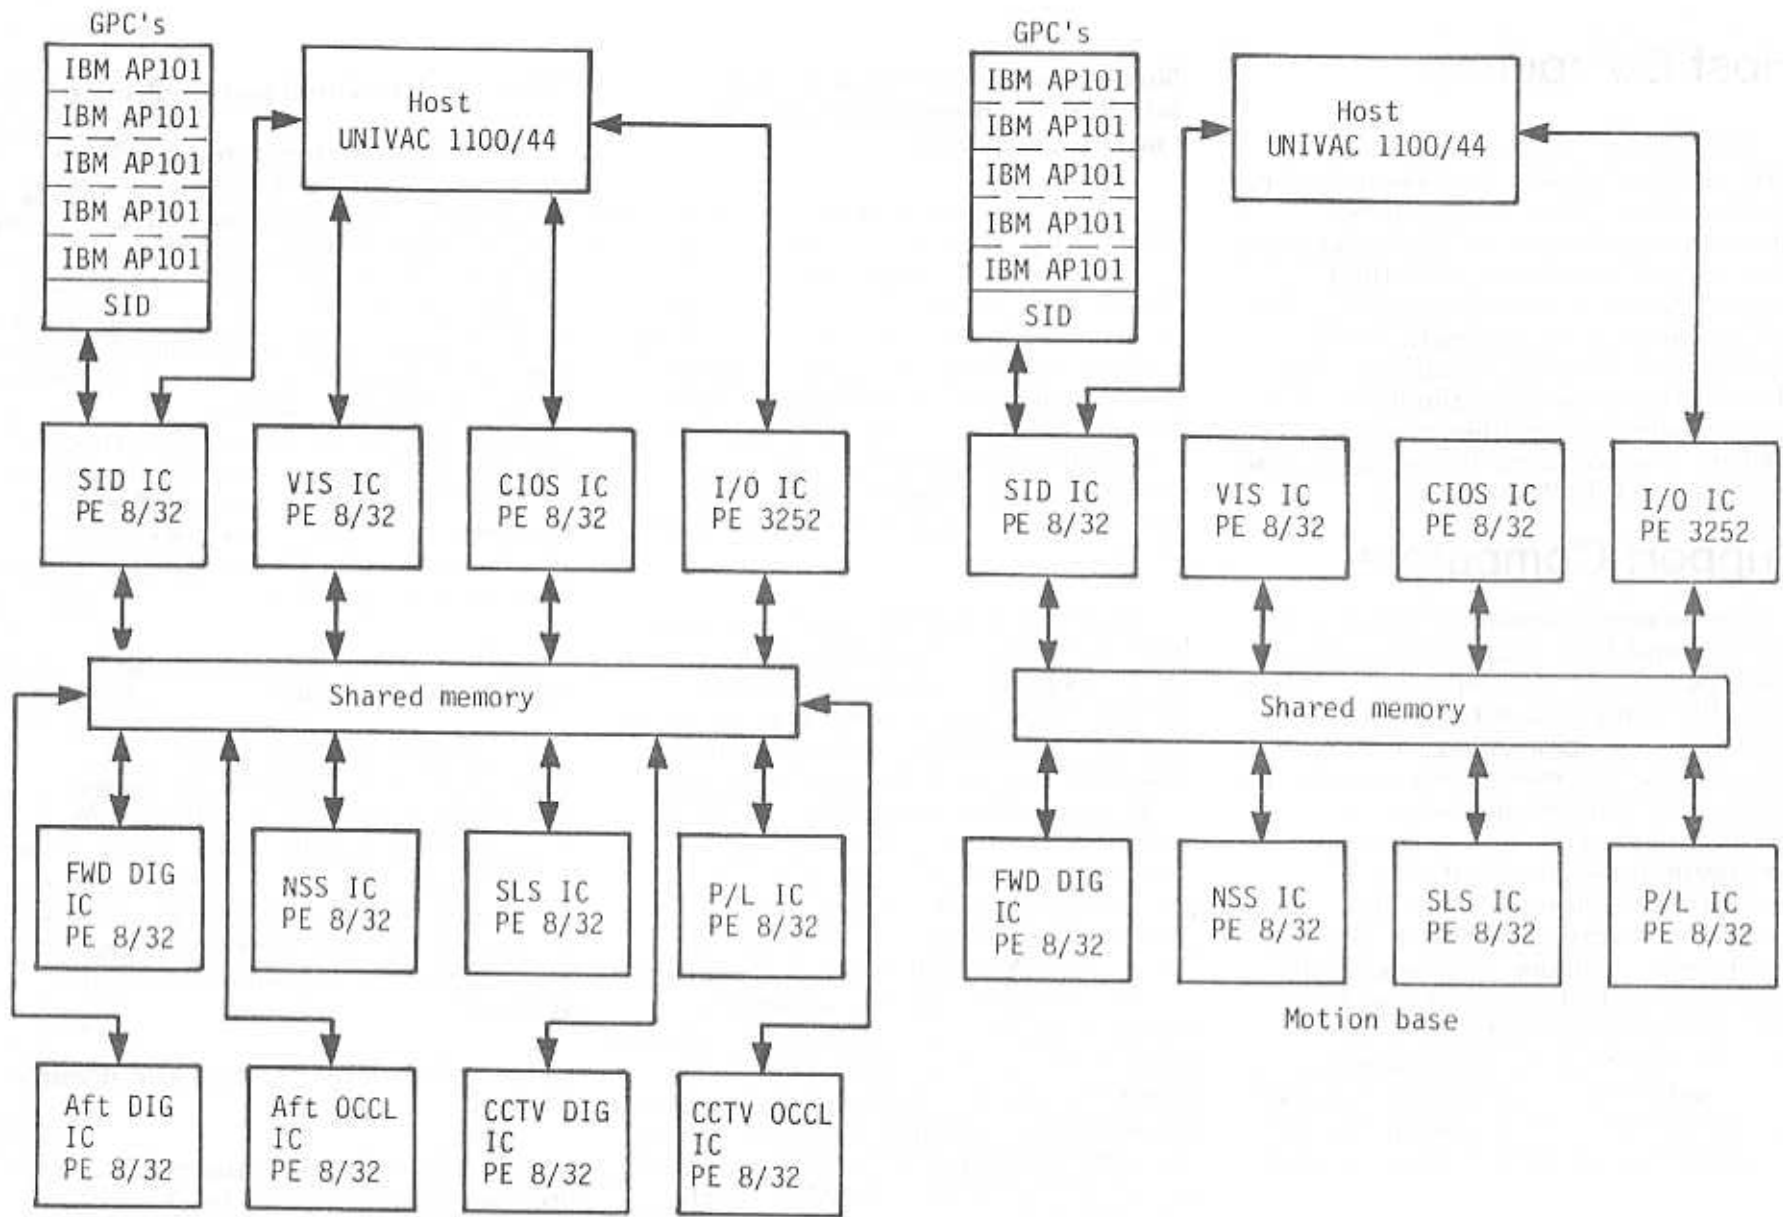 GPC's
IBM AP101
IBM AP101
IBM AP101
IBM AP101
IBM AP101
SID
Host
UNIVAC 1100/44
SID IC
PE 8/32
VIS IC
PE 8/32
CIOS IC
PE 8/32
I/O IC
PE 3252
Shared memory
FWD DIG
IC
PE 8/32
NSS IC
PE 8/32
SLS IC
PE 8/32
P/L IC
PE 8/32
Aft DIG
IC
PE 8/32
Aft OCCL
IC
PE 8/32
CCTV DIG
IC
PE 8/32
CCTV OCCL
IC
PE 8/32
GPC's
IBM AP101
IBM AP101
IBM AP101
IBM AP101
IBM AP101
SID
Host
UNIVAC 1100/44
SID IC
PE 8/32
VIS IC
PE 8/32
CIOS IC
PE 8/32
I/O IC
PE 3252
Shared memory
FWD DIG
IC
PE 8/32
NSS IC
PE 8/32
SLS IC
PE 8/32
P/L IC
PE 8/32
Motion base